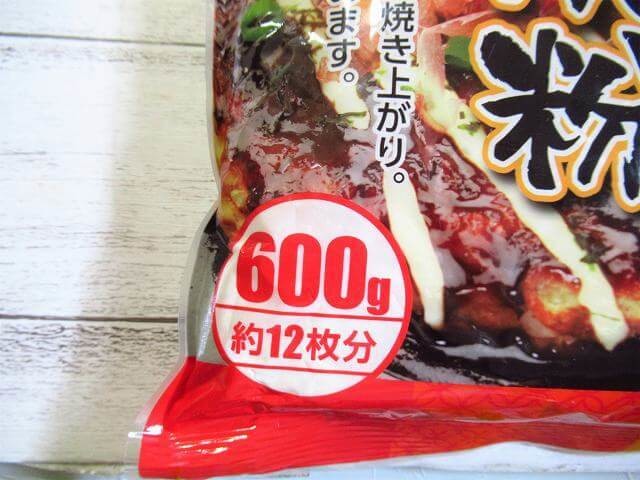 粉
焼き上がり。
ます。
600g
約12枚分